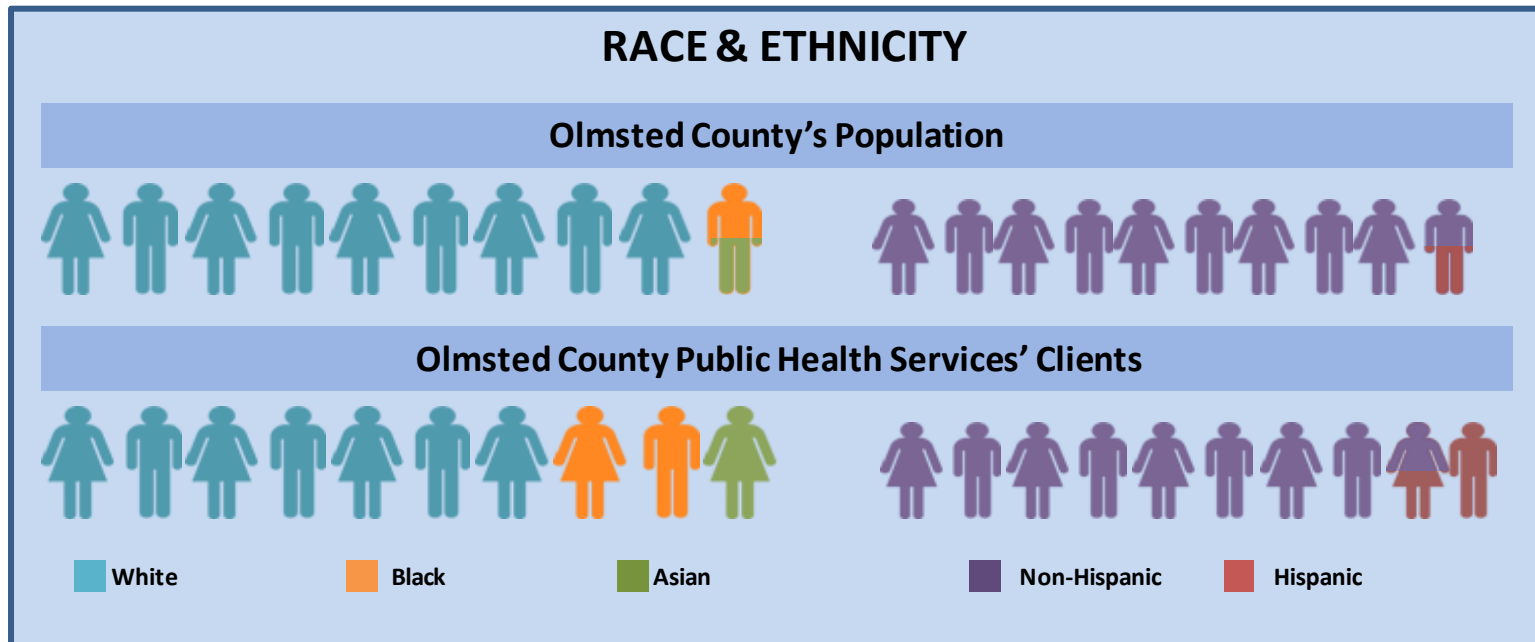 RACE & ETHNICITY
Olmsted County’s Population
Olmsted County Public Health Services’ Clients
White
Black
Asian
Non-Hispanic
Hispanic